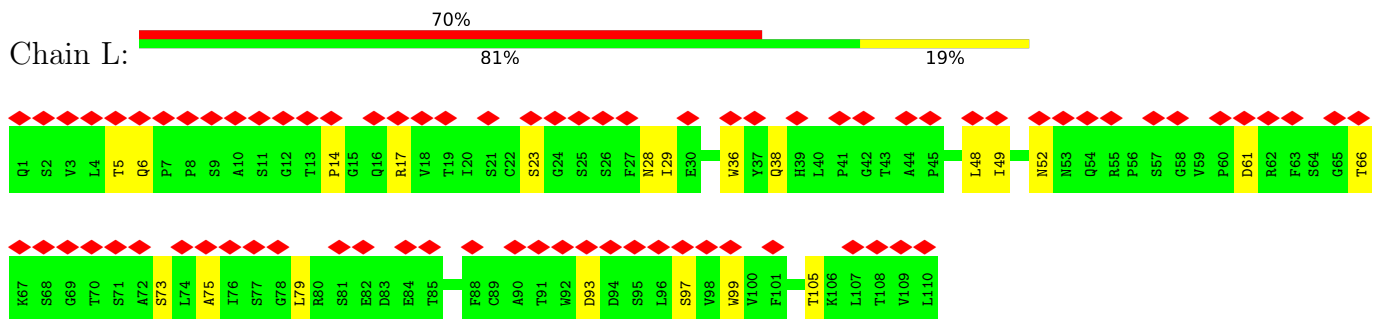 70%
Chain L:
81% 19%
Q1 S2 V3 L4 T5 Q6 P7 P8 S9 A10 S11 G12 T13 P14 G15 Q16 R17 V18 T19 I20 S21 C22 S23 G24 S25 S26 F27 N28 I29 E30 W36 Y37 Q38 H39 L40 P41 G42 T43 A44 P45 L48 I49 N52 N53 Q54 R55 P56 S57 G58 V59 P60 D61 R62 F63 S64 G65 T66
K67 S68 G69 T70 S71 A72 S73 L74 A75 I76 S77 G78 L79 R80 S81 E82 D83 E84 T85 F88 C89 A90 T91 W92 D93 D94 S95 L96 S97 V98 W99 V100 F101 T105 K106 L107 T108 V109 L110